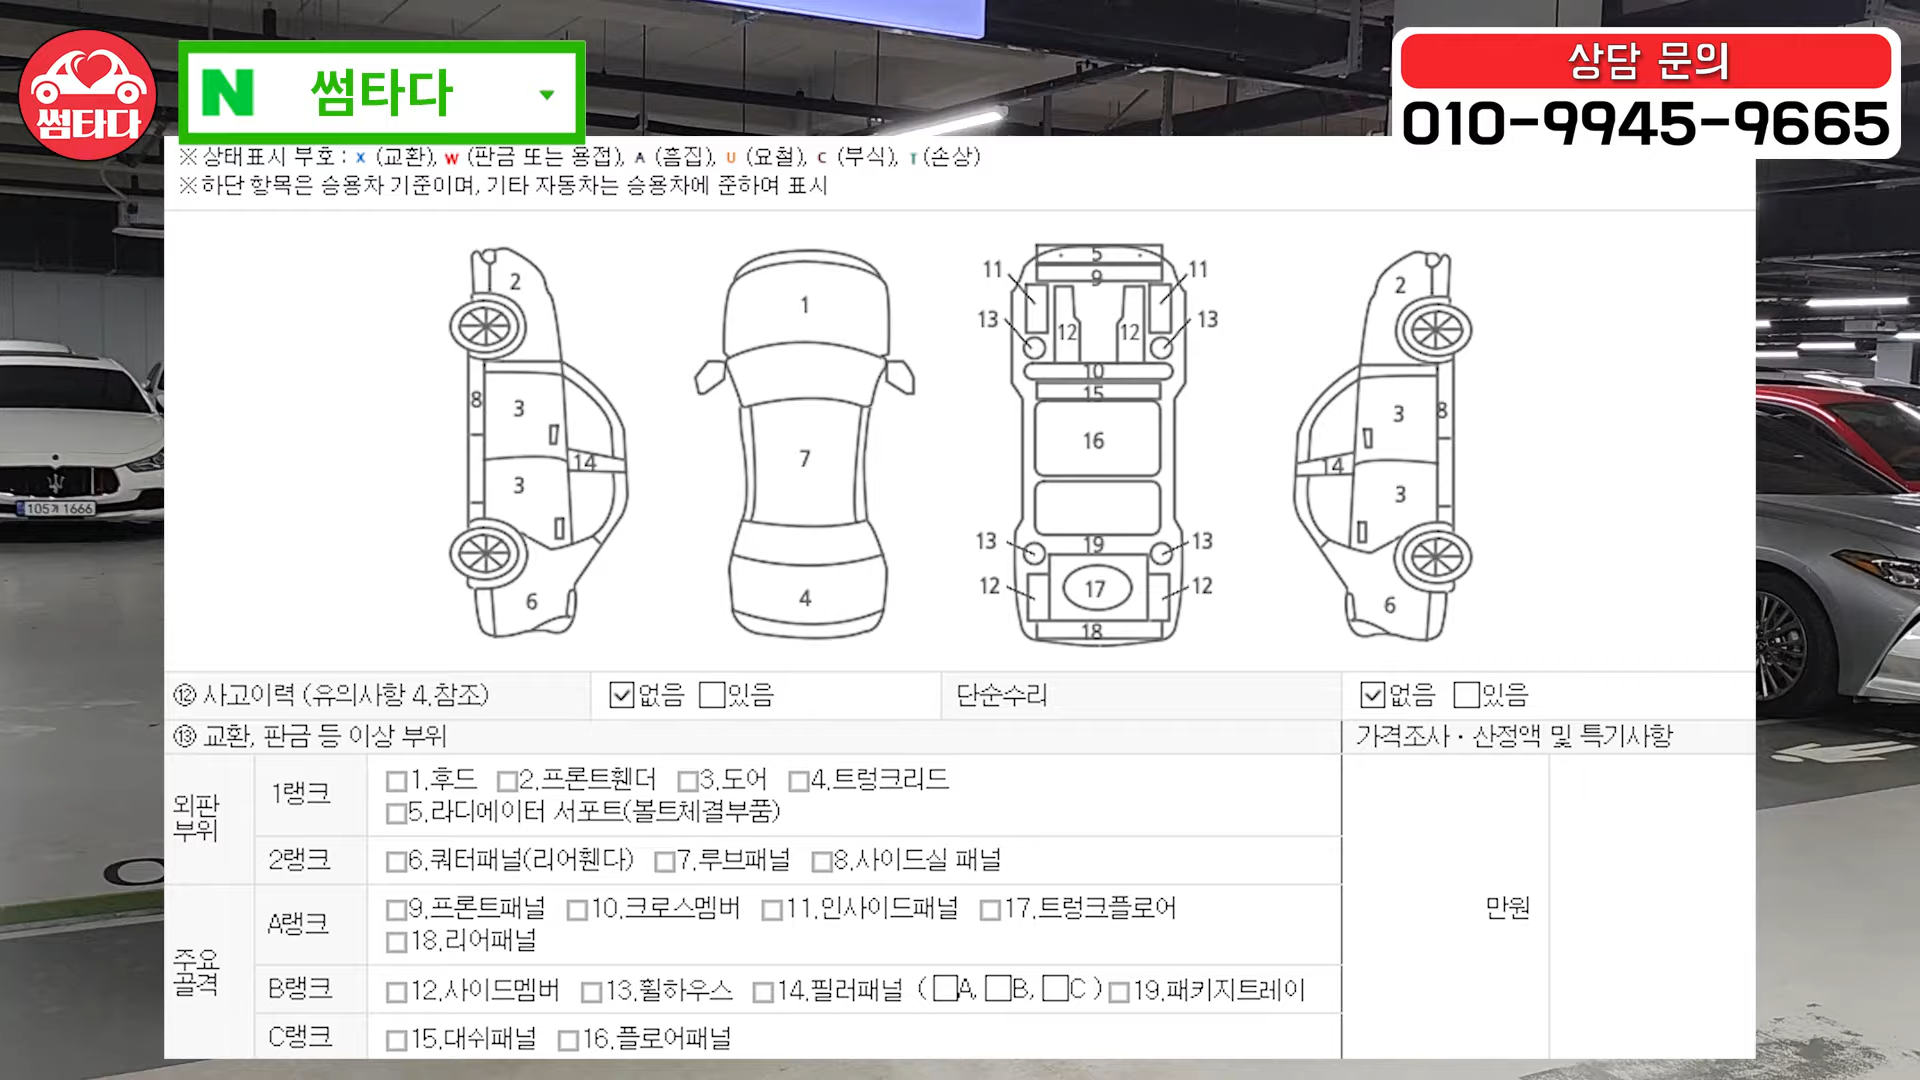 썸타다
N 썸타다
상담 문의
010-9945-9665
※ 상태표시 부호 : X (교환), W (판금 또는 용접), A (흠집), U (요철), C (부식), T (손상)
※ 하단 항목은 승용차 기준이며, 기타 자동차는 승용차에 준하여 표시
2
8
3
14
3
6
1
7
4
5
9
11
11
13
12
12
13
10
15
16
13
19
13
12
17
12
18
2
3
8
14
3
6
105가 1666
⑫ 사고이력 (유의사항 4.참조) ☑없음 ☐있음 단순수리 ☑없음 ☐있음
⑬ 교환, 판금 등 이상 부위 가격조사·산정액 및 특기사항
외판
부위
1랭크
☐1.후드 ☐2.프론트휀더 ☐3.도어 ☐4.트렁크리드
☐5.라디에이터 서포트(볼트체결부품)
2랭크 ☐6.쿼터패널(리어휀다) ☐7.루브패널 ☐8.사이드실 패널
주요
골격
A랭크
☐9.프론트패널 ☐10.크로스멤버 ☐11.인사이드패널 ☐17.트렁크플로어
☐18.리어패널
만원
B랭크 ☐12.사이드멤버 ☐13.휠하우스 ☐14.필러패널 ( ☐A, ☐B, ☐C ) ☐19.패키지트레이
C랭크 ☐15.대쉬패널 ☐16.플로어패널